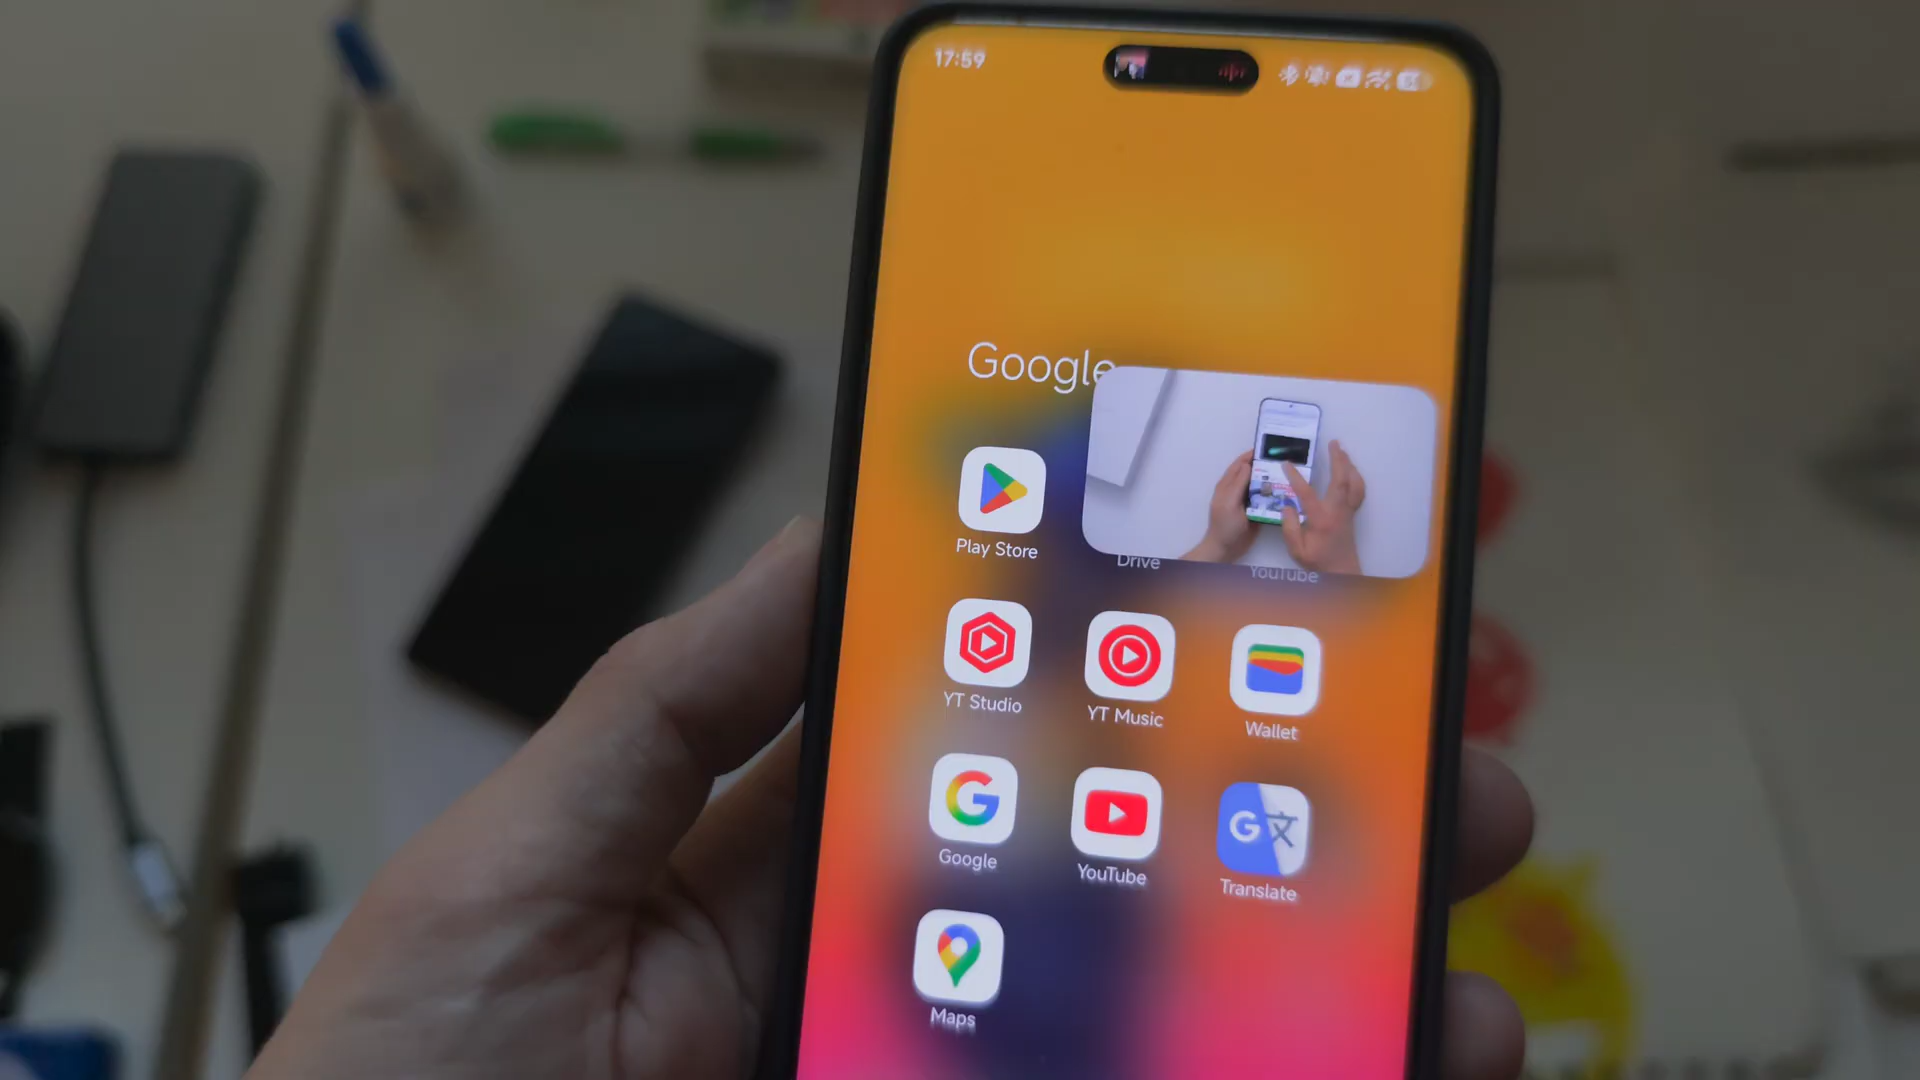 17:59
Google
Play Store
Drive
YouTube
YT Studio
YT Music
Wallet
Google
YouTube
Translate
Maps